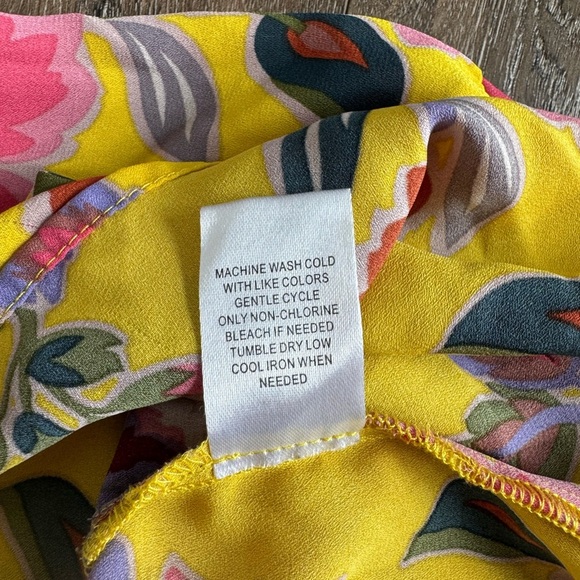 MACHINE WASH COLD
WITH LIKE COLORS
GENTLE CYCLE
ONLY NON-CHLORINE
BLEACH IF NEEDED
TUMBLE DRY LOW
COOL IRON WHEN
NEEDED